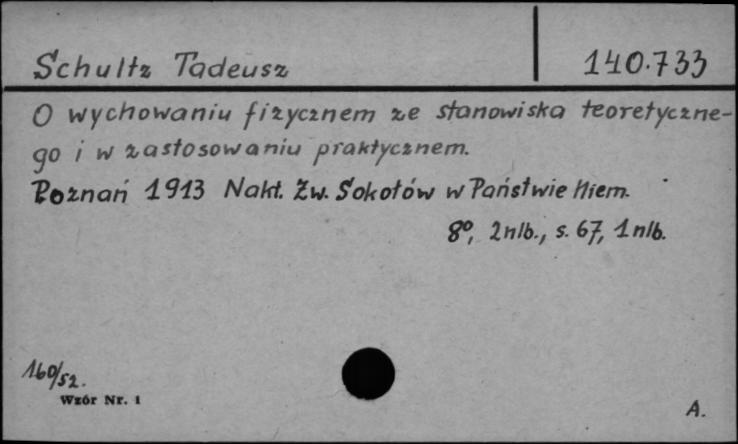 Schultz Tadeusz
140.733
O wychowaniu fizycznem ze stanowiska teoretyczne-
go i w zastosowaniu praktycznem.
Poznań 1913 Nakł. Zw. Sokołów w Państwie Niem.
8°, 2nlb., s. 67, 1nlb.
160/52.
Wzór Nr. 1
A.